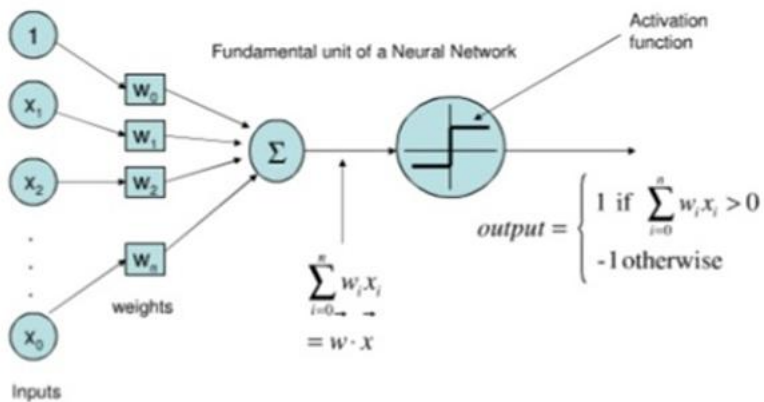 Activation
function
Fundamental unit of a Neural Network
1
x₁
x₂
.
.
.
x₀
Inputs
w₀
w₁
w₂
wₙ
weights
Σ
n
∑ wᵢxᵢ
i=0
= w · x
output = { 1 if ∑ⁿᵢ₌₀ wᵢxᵢ > 0
-1 otherwise